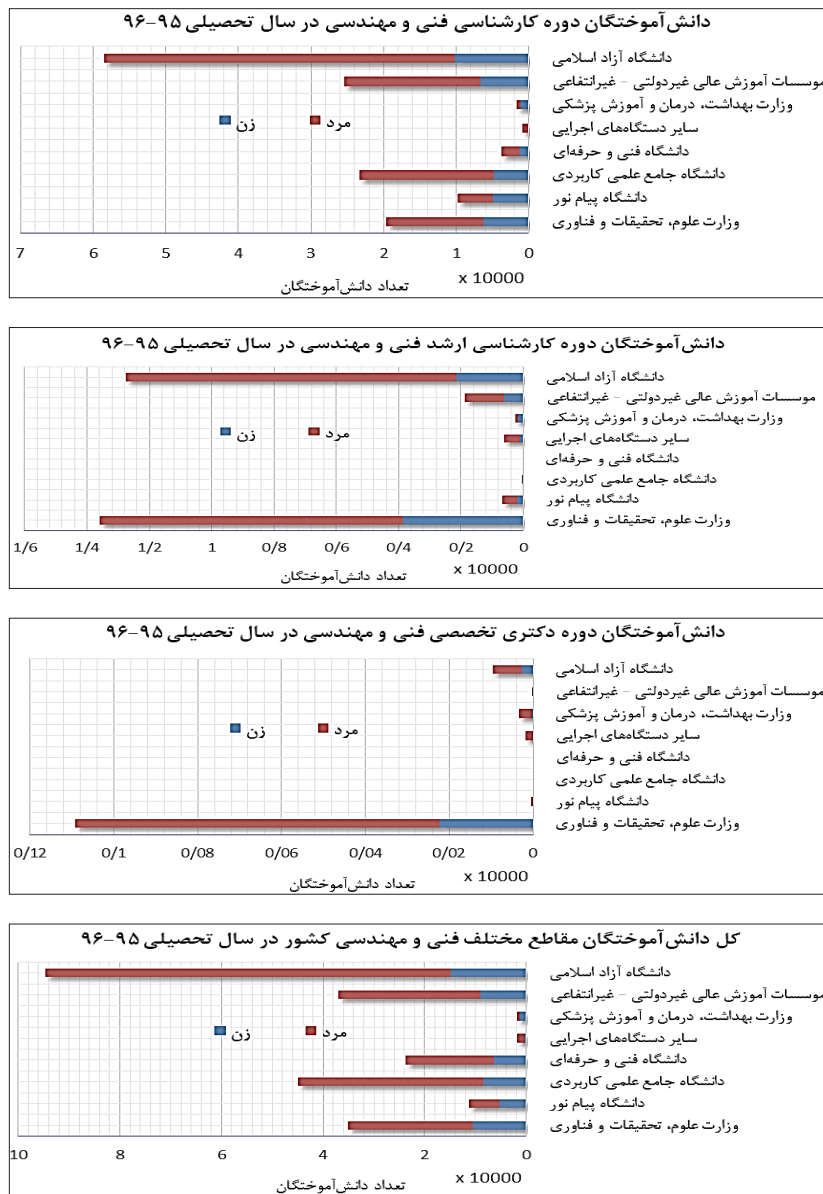 دانش‌آموختگان دوره کارشناسی فنی و مهندسی در سال تحصیلی ۹۵-۹۶
دانشگاه آزاد اسلامی
موسسات آموزش عالی غیردولتی - غیرانتفاعی
وزارت بهداشت، درمان و آموزش پزشکی
سایر دستگاه‌های اجرایی
دانشگاه فنی و حرفه‌ای
دانشگاه جامع علمی کاربردی
دانشگاه پیام نور
وزارت علوم، تحقیقات و فناوری
مرد
زن
7 6 5 4 3 2 1 0
x 10000
تعداد دانش‌آموختگان
دانش‌آموختگان دوره کارشناسی ارشد فنی و مهندسی در سال تحصیلی ۹۵-۹۶
دانشگاه آزاد اسلامی
موسسات آموزش عالی غیردولتی - غیرانتفاعی
وزارت بهداشت، درمان و آموزش پزشکی
سایر دستگاه‌های اجرایی
دانشگاه فنی و حرفه‌ای
دانشگاه جامع علمی کاربردی
دانشگاه پیام نور
وزارت علوم، تحقیقات و فناوری
مرد
زن
1/6 1/4 1/2 1 0/8 0/6 0/4 0/2 0
x 10000
تعداد دانش‌آموختگان
دانش‌آموختگان دوره دکتری تخصصی فنی و مهندسی در سال تحصیلی ۹۵-۹۶
دانشگاه آزاد اسلامی
موسسات آموزش عالی غیردولتی - غیرانتفاعی
وزارت بهداشت، درمان و آموزش پزشکی
سایر دستگاه‌های اجرایی
دانشگاه فنی و حرفه‌ای
دانشگاه جامع علمی کاربردی
دانشگاه پیام نور
وزارت علوم، تحقیقات و فناوری
مرد
زن
0/12 0/1 0/08 0/06 0/04 0/02 0
x 10000
تعداد دانش‌آموختگان
کل دانش‌آموختگان مقاطع مختلف فنی و مهندسی کشور در سال تحصیلی ۹۵-۹۶
دانشگاه آزاد اسلامی
موسسات آموزش عالی غیردولتی - غیرانتفاعی
وزارت بهداشت، درمان و آموزش پزشکی
سایر دستگاه‌های اجرایی
دانشگاه فنی و حرفه‌ای
دانشگاه جامع علمی کاربردی
دانشگاه پیام نور
وزارت علوم، تحقیقات و فناوری
مرد
زن
10 8 6 4 2 0
x 10000
تعداد دانش‌آموختگان